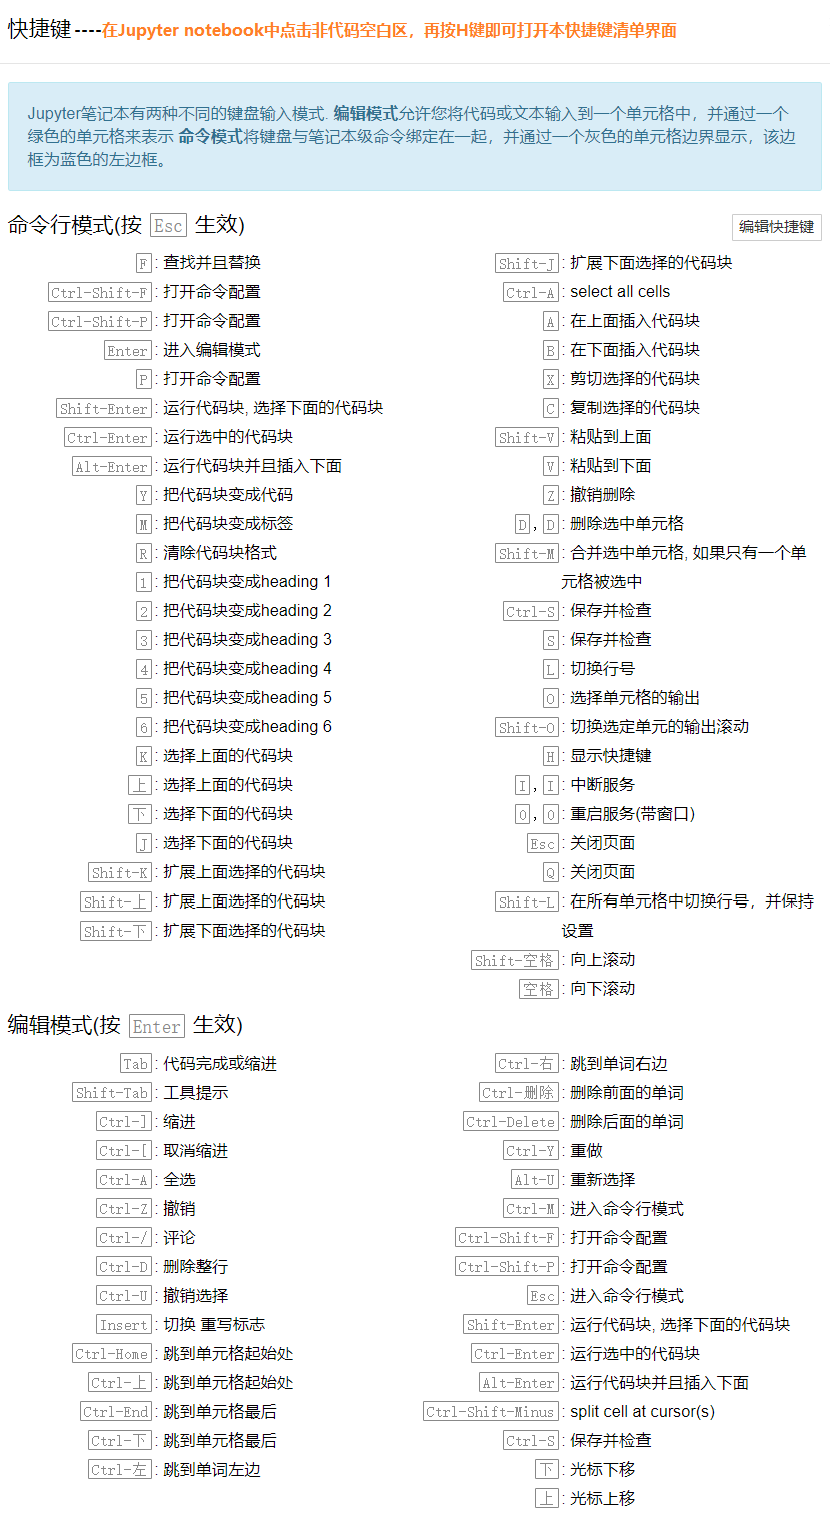 快捷键 ----在Jupyter notebook中点击非代码空白区，再按H键即可打开本快捷键清单界面
Jupyter笔记本有两种不同的键盘输入模式. 编辑模式允许您将代码或文本输入到一个单元格中，并通过一个
绿色的单元格来表示 命令模式将键盘与笔记本级命令绑定在一起，并通过一个灰色的单元格边界显示，该边
框为蓝色的左边框。
命令行模式(按 Esc 生效)
编辑快捷键
F : 查找并且替换
Ctrl-Shift-F : 打开命令配置
Ctrl-Shift-P : 打开命令配置
Enter : 进入编辑模式
P : 打开命令配置
Shift-Enter : 运行代码块, 选择下面的代码块
Ctrl-Enter : 运行选中的代码块
Alt-Enter : 运行代码块并且插入下面
Y : 把代码块变成代码
M : 把代码块变成标签
R : 清除代码块格式
1 : 把代码块变成heading 1
2 : 把代码块变成heading 2
3 : 把代码块变成heading 3
4 : 把代码块变成heading 4
5 : 把代码块变成heading 5
6 : 把代码块变成heading 6
K : 选择上面的代码块
上 : 选择上面的代码块
下 : 选择下面的代码块
J : 选择下面的代码块
Shift-K : 扩展上面选择的代码块
Shift-上 : 扩展上面选择的代码块
Shift-下 : 扩展下面选择的代码块
Shift-J : 扩展下面选择的代码块
Ctrl-A : select all cells
A : 在上面插入代码块
B : 在下面插入代码块
X : 剪切选择的代码块
C : 复制选择的代码块
Shift-V : 粘贴到上面
V : 粘贴到下面
Z : 撤销删除
D , D : 删除选中单元格
Shift-M : 合并选中单元格, 如果只有一个单
元格被选中
Ctrl-S : 保存并检查
S : 保存并检查
L : 切换行号
O : 选择单元格的输出
Shift-O : 切换选定单元的输出滚动
H : 显示快捷键
I , I : 中断服务
0 , 0 : 重启服务(带窗口)
Esc : 关闭页面
Q : 关闭页面
Shift-L : 在所有单元格中切换行号，并保持
设置
Shift-空格 : 向上滚动
空格 : 向下滚动
编辑模式(按 Enter 生效)
Tab : 代码完成或缩进
Shift-Tab : 工具提示
Ctrl-] : 缩进
Ctrl-[ : 取消缩进
Ctrl-A : 全选
Ctrl-Z : 撤销
Ctrl-/ : 评论
Ctrl-D : 删除整行
Ctrl-U : 撤销选择
Insert : 切换 重写标志
Ctrl-Home : 跳到单元格起始处
Ctrl-上 : 跳到单元格起始处
Ctrl-End : 跳到单元格最后
Ctrl-下 : 跳到单元格最后
Ctrl-左 : 跳到单词左边
Ctrl-右 : 跳到单词右边
Ctrl-删除 : 删除前面的单词
Ctrl-Delete : 删除后面的单词
Ctrl-Y : 重做
Alt-U : 重新选择
Ctrl-M : 进入命令行模式
Ctrl-Shift-F : 打开命令配置
Ctrl-Shift-P : 打开命令配置
Esc : 进入命令行模式
Shift-Enter : 运行代码块, 选择下面的代码块
Ctrl-Enter : 运行选中的代码块
Alt-Enter : 运行代码块并且插入下面
Ctrl-Shift-Minus : split cell at cursor(s)
Ctrl-S : 保存并检查
下 : 光标下移
上 : 光标上移